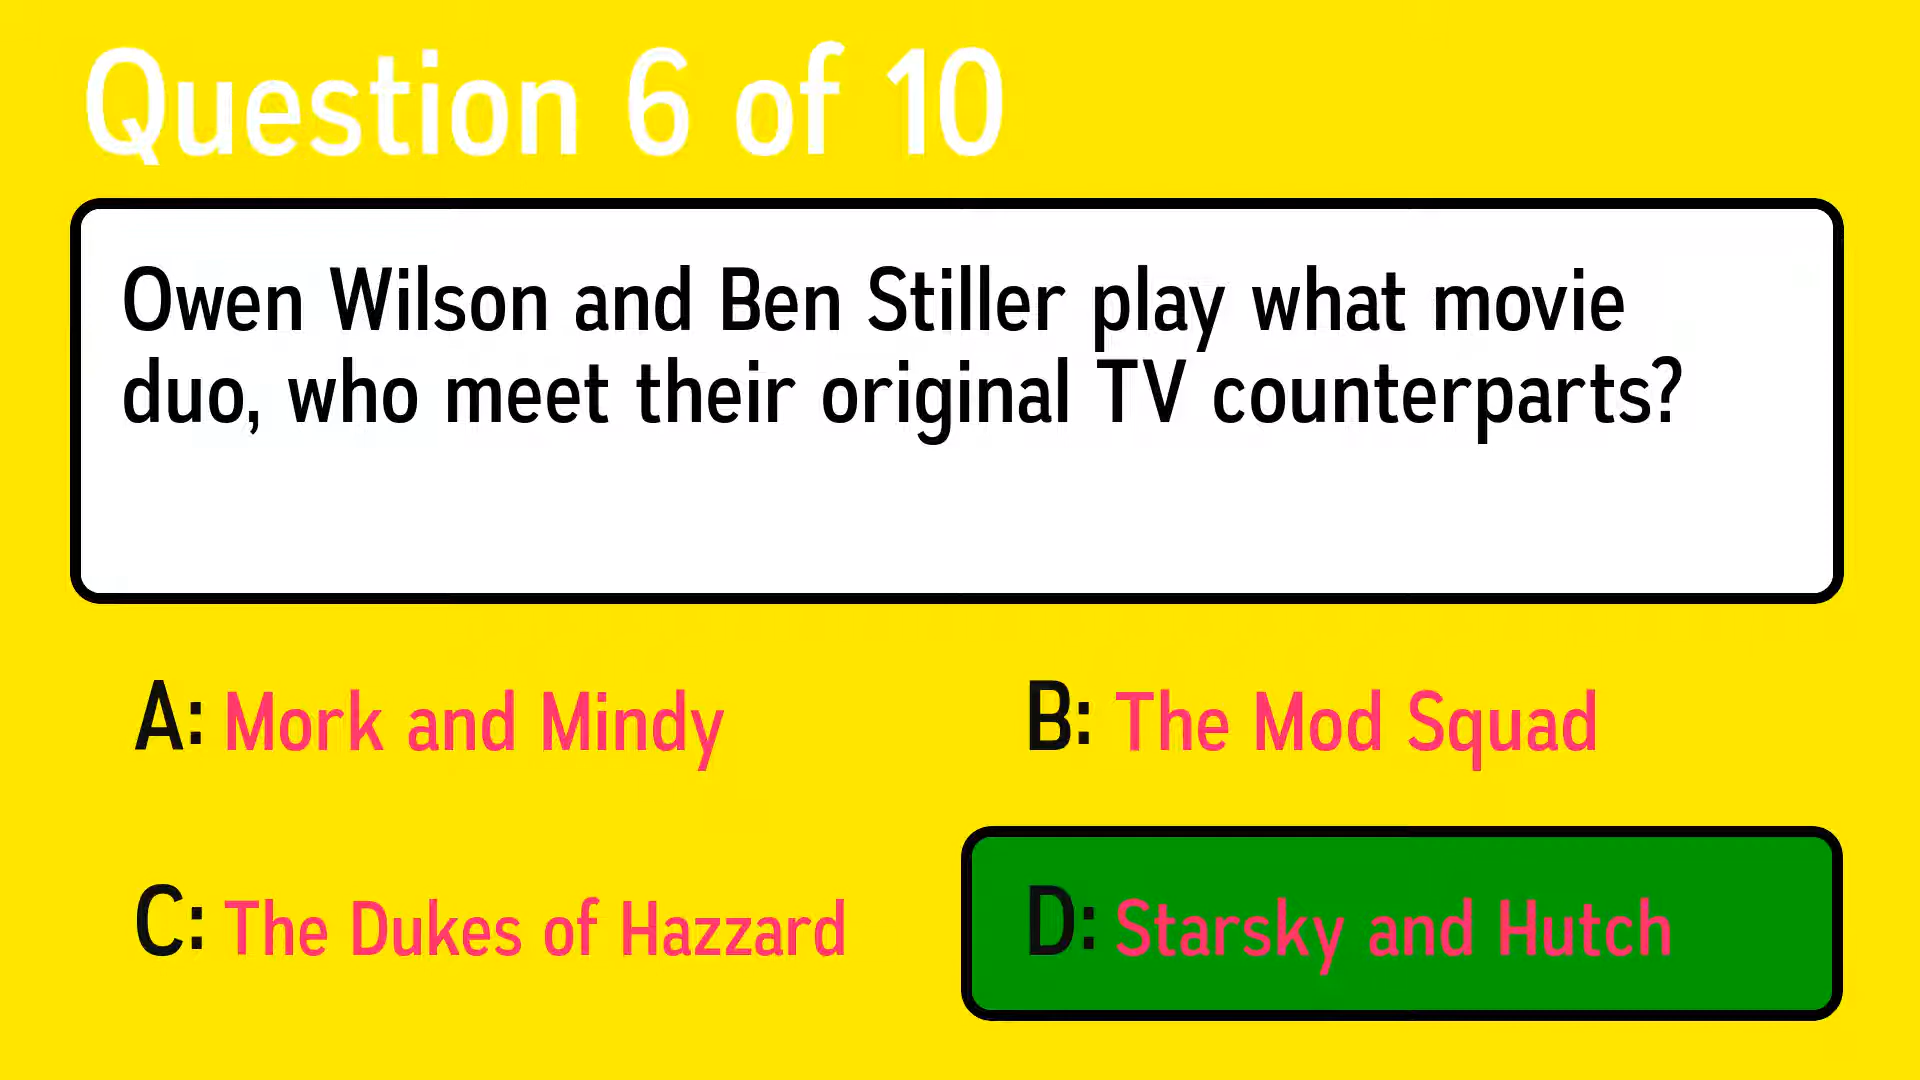 Question 6 of 10
Owen Wilson and Ben Stiller play what movie
duo, who meet their original TV counterparts?
A: Mork and Mindy
B: The Mod Squad
C: The Dukes of Hazzard
D: Starsky and Hutch